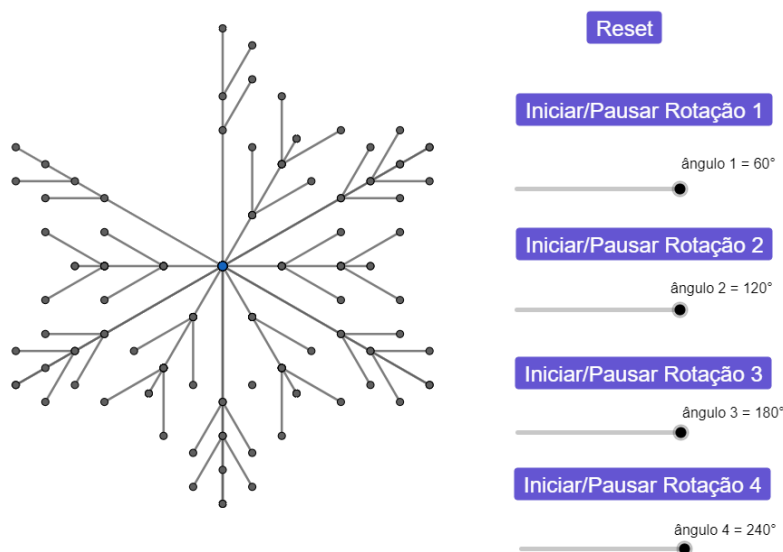 Reset
Iniciar/Pausar Rotação 1
ângulo 1 = 60°
Iniciar/Pausar Rotação 2
ângulo 2 = 120°
Iniciar/Pausar Rotação 3
ângulo 3 = 180°
Iniciar/Pausar Rotação 4
ângulo 4 = 240°